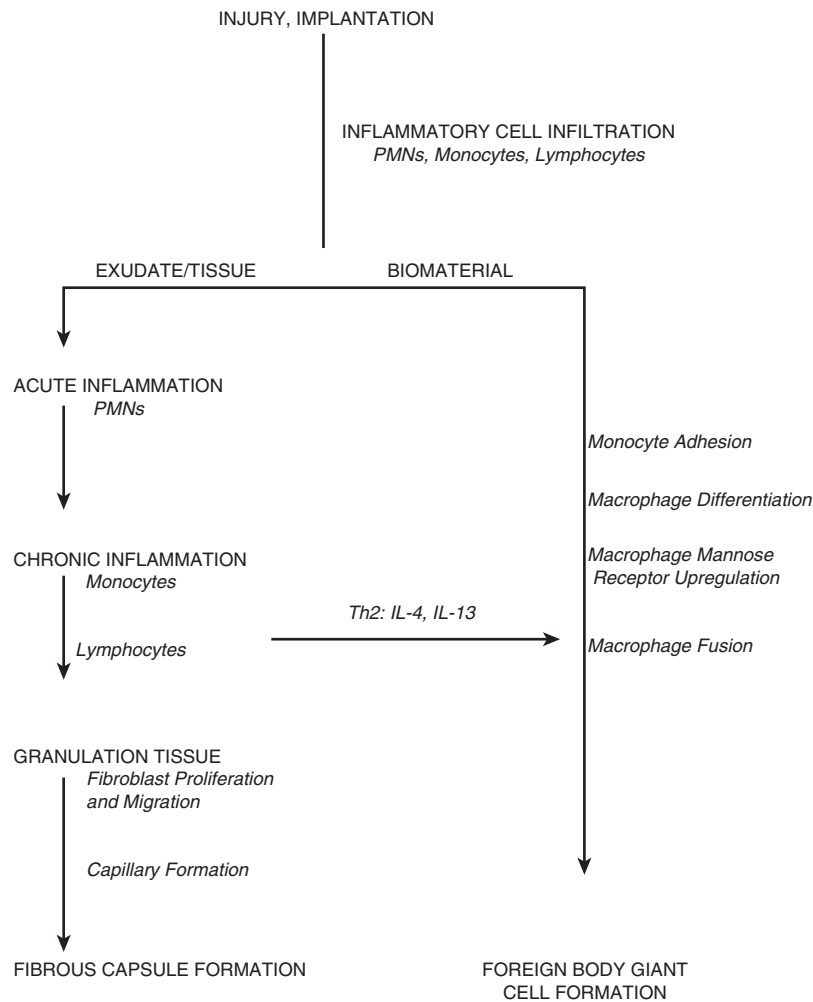 INJURY, IMPLANTATION
INFLAMMATORY CELL INFILTRATION
PMNs, Monocytes, Lymphocytes
EXUDATE/TISSUE
BIOMATERIAL
ACUTE INFLAMMATION
PMNs
CHRONIC INFLAMMATION
Monocytes
Lymphocytes
Th2: IL-4, IL-13
GRANULATION TISSUE
Fibroblast Proliferation
and Migration
Capillary Formation
FIBROUS CAPSULE FORMATION
Monocyte Adhesion
Macrophage Differentiation
Macrophage Mannose
Receptor Upregulation
Macrophage Fusion
FOREIGN BODY GIANT
CELL FORMATION